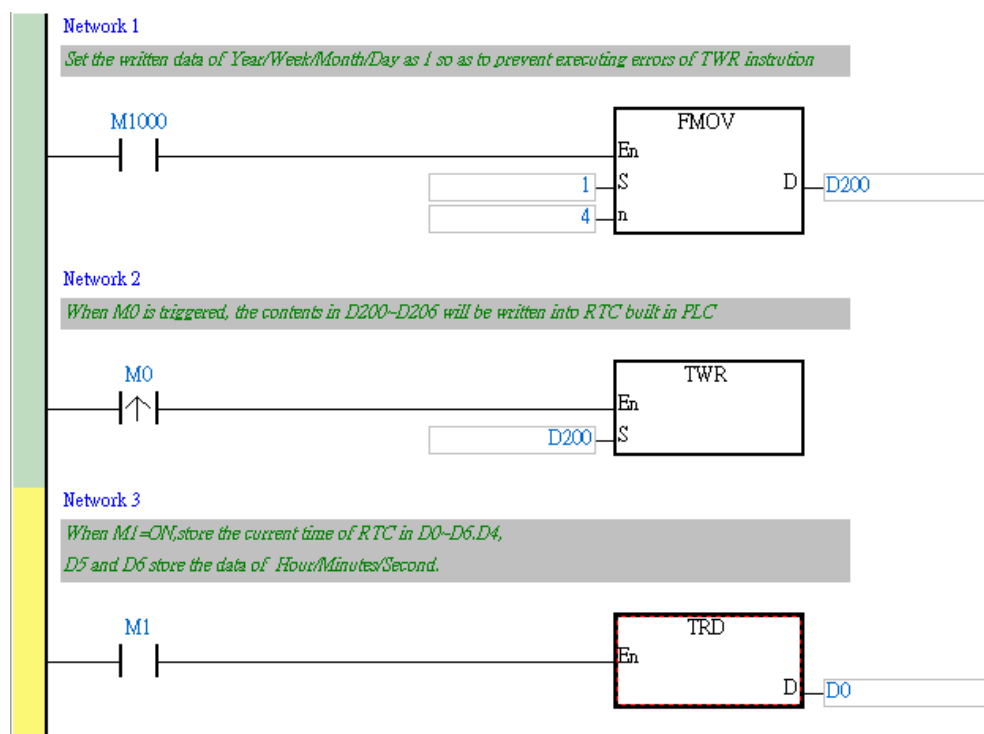 Network 1
Set the written data of Year/Week/Month/Day as 1 so as to prevent executing errors of TWR instrution
M1000
FMOV
En
1 S D D200
4 n
Network 2
When M0 is triggered, the contents in D200~D206 will be written into RTC built in PLC
M0
TWR
En
D200 S
Network 3
When M1=ON,store the current time of RTC in D0~D6.D4,
D5 and D6 store the data of Hour/Minutes/Second.
M1
TRD
En
D D0